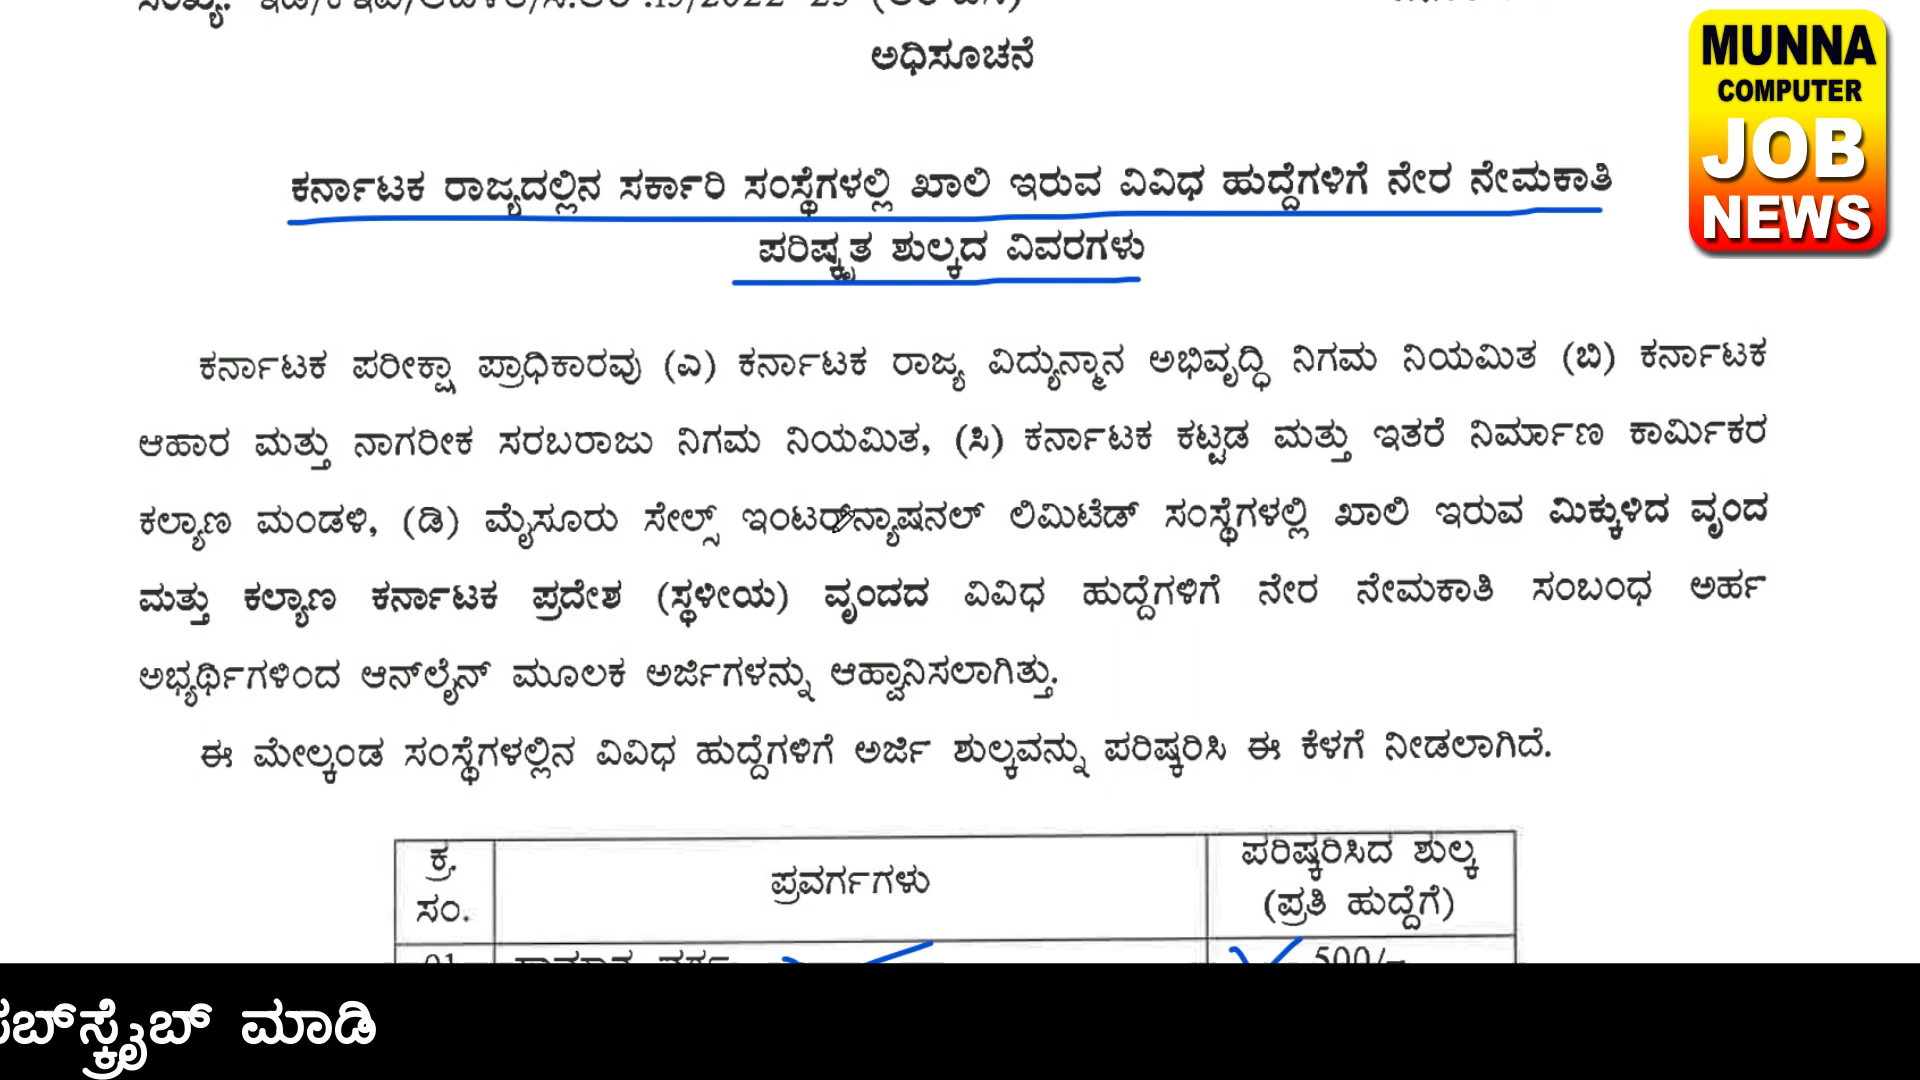 ಅಧಿಸೂಚನೆ
MUNNA
COMPUTER
JOB
NEWS
ಕರ್ನಾಟಕ ರಾಜ್ಯದಲ್ಲಿನ ಸರ್ಕಾರಿ ಸಂಸ್ಥೆಗಳಲ್ಲಿ ಖಾಲಿ ಇರುವ ವಿವಿಧ ಹುದ್ದೆಗಳಿಗೆ ನೇರ ನೇಮಕಾತಿ
ಪರಿಷ್ಕೃತ ಶುಲ್ಕದ ವಿವರಗಳು
ಕರ್ನಾಟಕ ಪರೀಕ್ಷಾ ಪ್ರಾಧಿಕಾರವು (ಎ) ಕರ್ನಾಟಕ ರಾಜ್ಯ ವಿದ್ಯುನ್ಮಾನ ಅಭಿವೃದ್ಧಿ ನಿಗಮ ನಿಯಮಿತ (ಬಿ) ಕರ್ನಾಟಕ
ಆಹಾರ ಮತ್ತು ನಾಗರೀಕ ಸರಬರಾಜು ನಿಗಮ ನಿಯಮಿತ, (ಸಿ) ಕರ್ನಾಟಕ ಕಟ್ಟಡ ಮತ್ತು ಇತರೆ ನಿರ್ಮಾಣ ಕಾರ್ಮಿಕರ
ಕಲ್ಯಾಣ ಮಂಡಳಿ, (ಡಿ) ಮೈಸೂರು ಸೇಲ್ಸ್ ಇಂಟರ್‌ನ್ಯಾಷನಲ್ ಲಿಮಿಟೆಡ್ ಸಂಸ್ಥೆಗಳಲ್ಲಿ ಖಾಲಿ ಇರುವ ಮಿಕ್ಕುಳಿದ ವೃಂದ
ಮತ್ತು ಕಲ್ಯಾಣ ಕರ್ನಾಟಕ ಪ್ರದೇಶ (ಸ್ಥಳೀಯ) ವೃಂದದ ವಿವಿಧ ಹುದ್ದೆಗಳಿಗೆ ನೇರ ನೇಮಕಾತಿ ಸಂಬಂಧ ಅರ್ಹ
ಅಭ್ಯರ್ಥಿಗಳಿಂದ ಆನ್‌ಲೈನ್ ಮೂಲಕ ಅರ್ಜಿಗಳನ್ನು ಆಹ್ವಾನಿಸಲಾಗಿತ್ತು.
ಈ ಮೇಲ್ಕಂಡ ಸಂಸ್ಥೆಗಳಲ್ಲಿನ ವಿವಿಧ ಹುದ್ದೆಗಳಿಗೆ ಅರ್ಜಿ ಶುಲ್ಕವನ್ನು ಪರಿಷ್ಕರಿಸಿ ಈ ಕೆಳಗೆ ನೀಡಲಾಗಿದೆ.
ಕ್ರ.
ಸಂ.
ಪ್ರವರ್ಗಗಳು
ಪರಿಷ್ಕರಿಸಿದ ಶುಲ್ಕ
(ಪ್ರತಿ ಹುದ್ದೆಗೆ)
500/-
ಸಬ್‌ಸ್ಕ್ರೈಬ್ ಮಾಡಿ